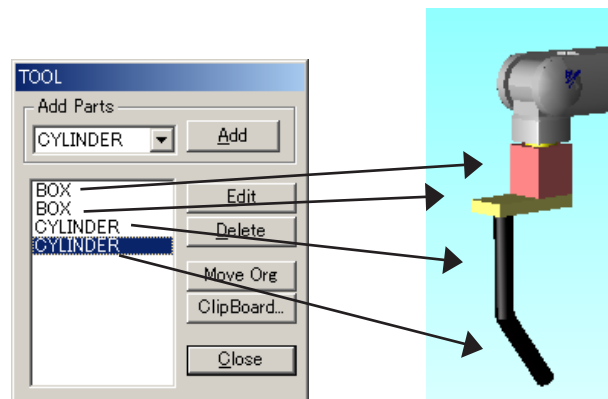 TOOL
Add Parts
CYLINDER
Add
BOX
BOX
CYLINDER
CYLINDER
Edit
Delete
Move Org
ClipBoard...
Close